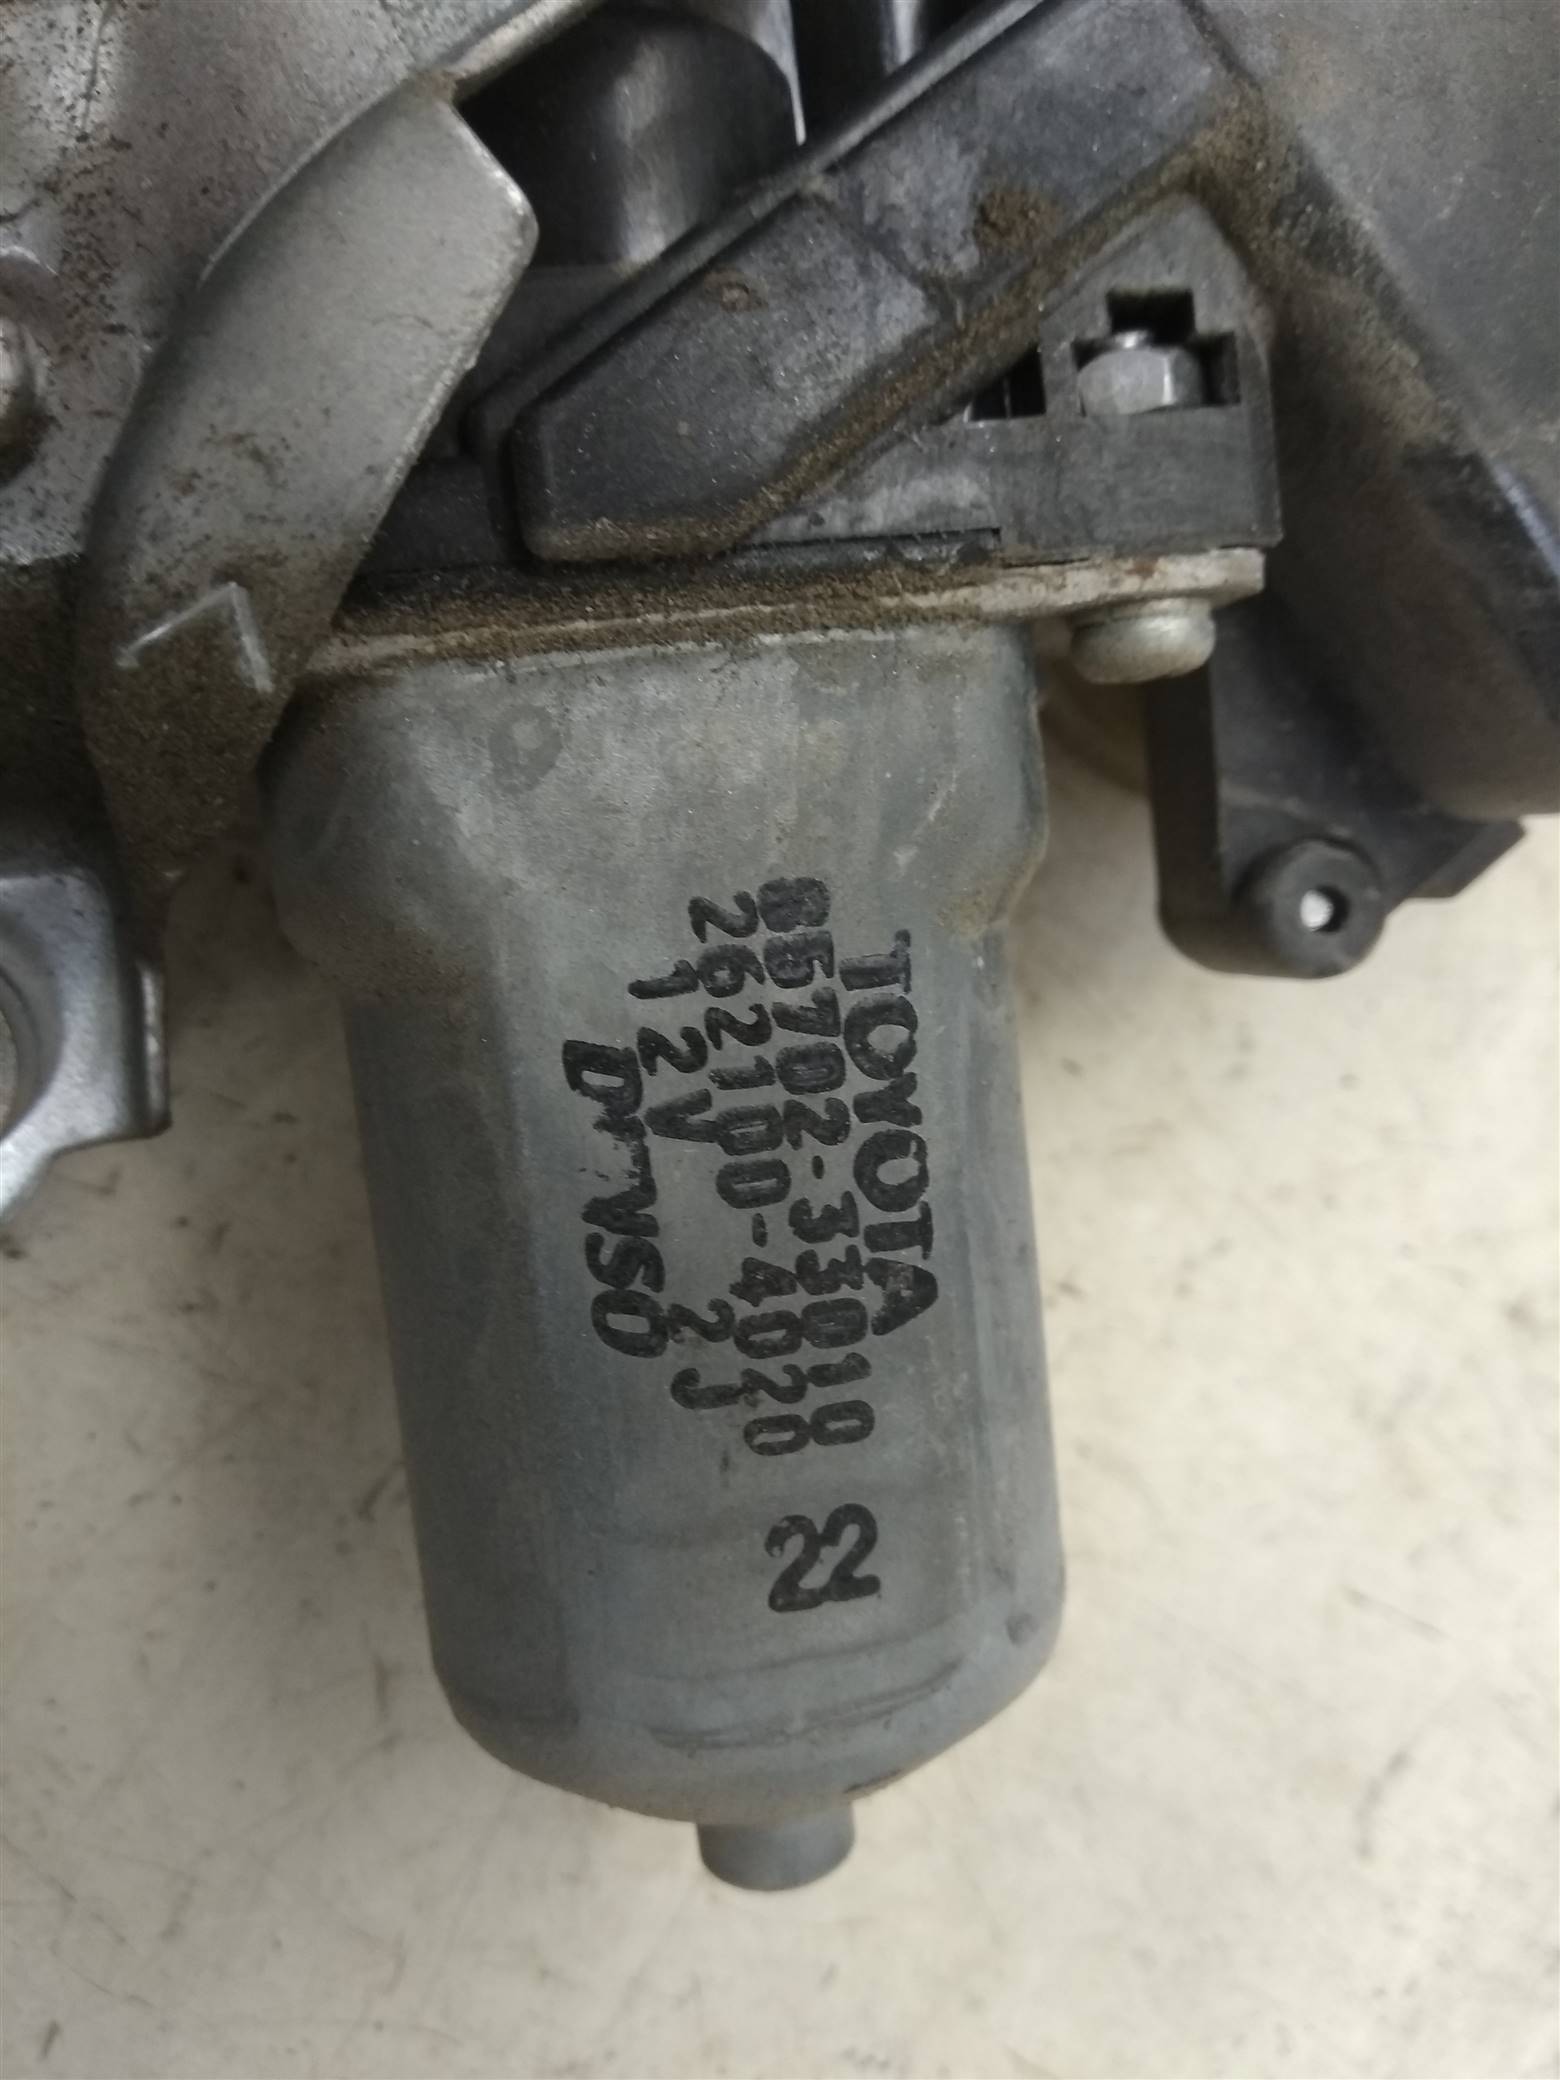 TOYOTA
85702-33010
262100-4020
12V 2J
DENSO
22